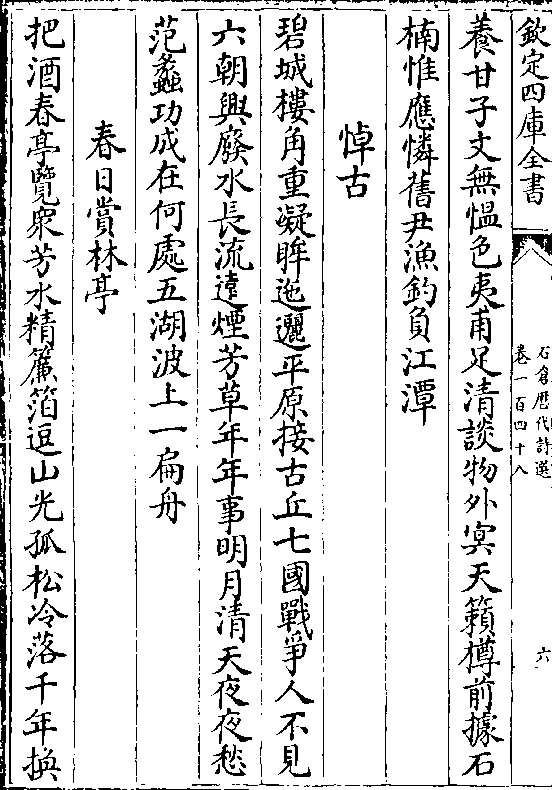 欽定四庫全書
石倉歷代詩選
卷一百四十八
六
養甘子文無愠色夷甫足清談物外㝠天籟樽前據石
楠惟應憐舊尹漁釣負江潭
悼古
碧城樓角重凝眸迤邐平原接古丘七國戰爭人不見
六朝興廢水長流逺煙芳草年年事明月清天夜夜愁
范蠡功成在何處五湖波上一扁舟
春日賞林亭
把酒春亭覽衆芳水精簾箔逗山光孤松冷落千年換